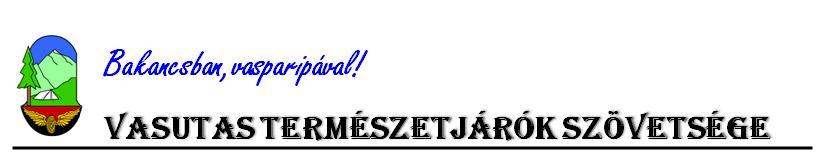 Bakancsban, vasparipával!
VASUTAS TERMÉSZETJÁRÓK SZÖVETSÉGE